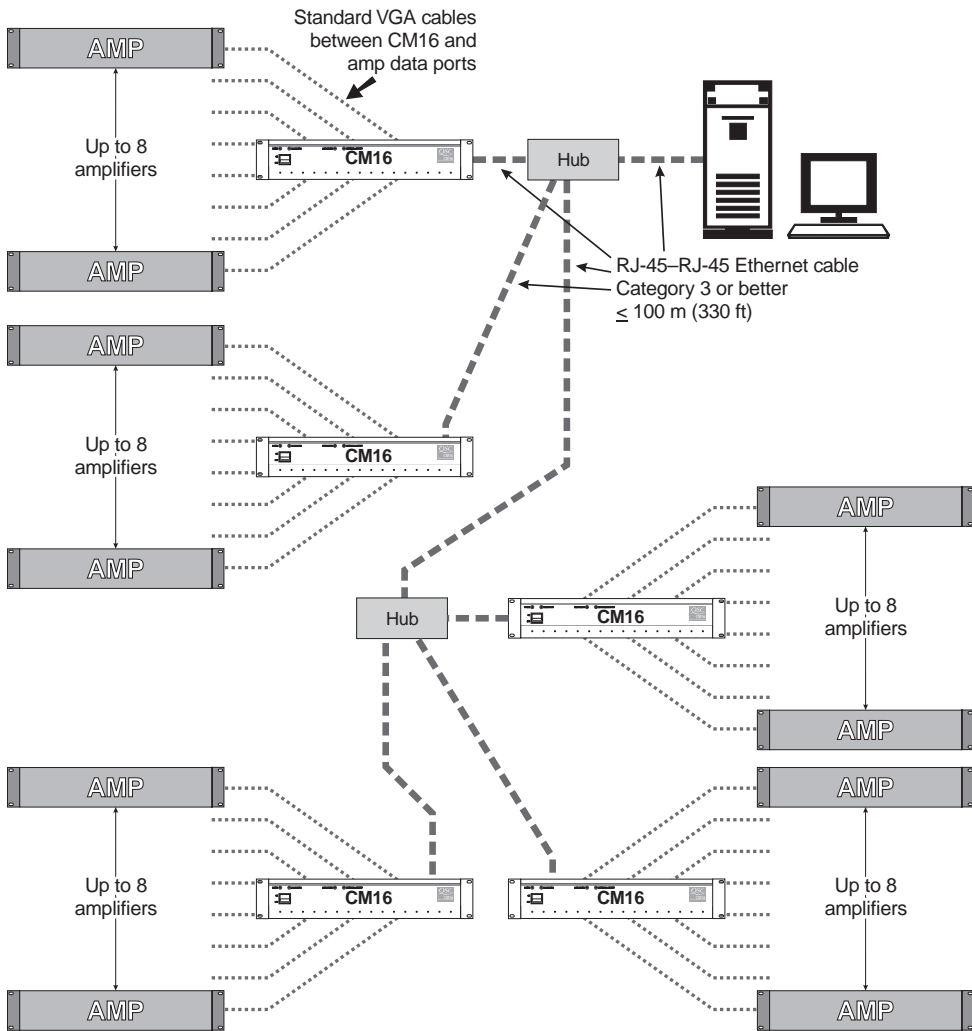 Standard VGA cables
between CM16 and
amp data ports
AMP
Up to 8
amplifiers
AMP
CM16
Hub
RJ-45–RJ-45 Ethernet cable
Category 3 or better
≤ 100 m (330 ft)
AMP
Up to 8
amplifiers
AMP
CM16
Hub
CM16
AMP
Up to 8
amplifiers
AMP
AMP
Up to 8
amplifiers
AMP
CM16
CM16
AMP
Up to 8
amplifiers
AMP